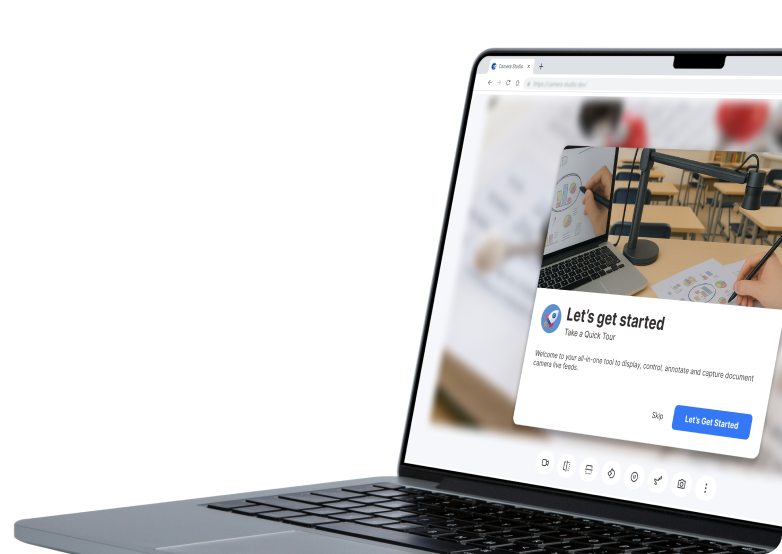 Camera Studio
https://camera-studio.dev/
Let's get started
Take a Quick Tour
Welcome to your all-in-one tool to display, control, annotate and capture document
camera live feeds.
Skip
Let's Get Started